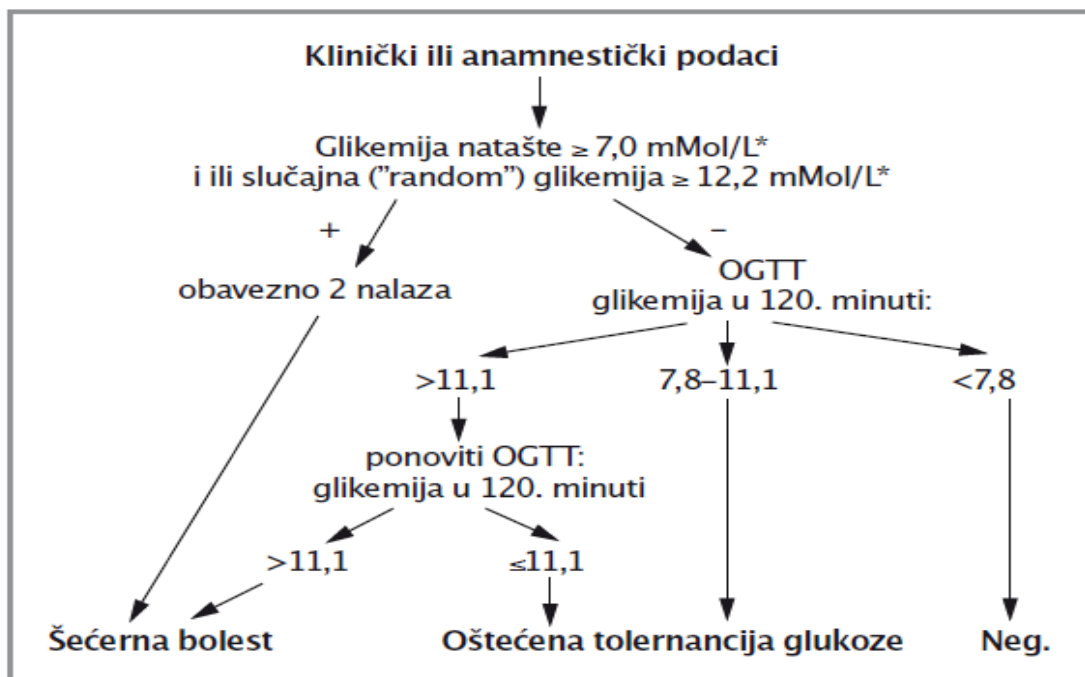 Klinički ili anamnestički podaci
Glikemija natašte ≥ 7,0 mMol/L*
i ili slučajna ("random") glikemija ≥ 12,2 mMol/L*
+
–
obavezno 2 nalaza
OGTT
glikemija u 120. minuti:
>11,1
7,8–11,1
<7,8
ponoviti OGTT:
glikemija u 120. minuti
>11,1
≤11,1
Šećerna bolest
Oštećena tolernancija glukoze
Neg.